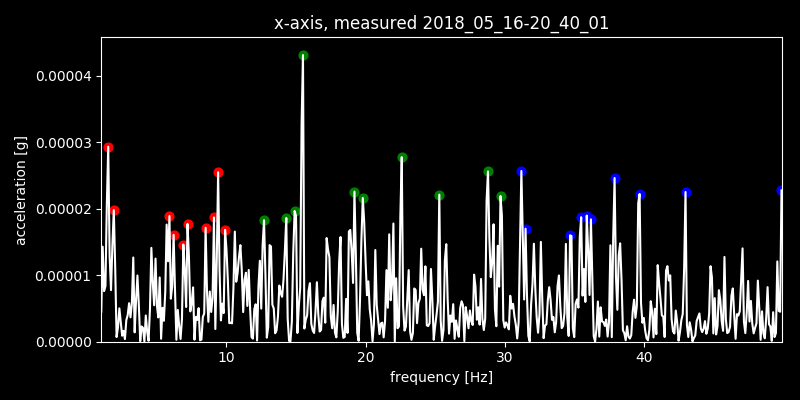 x-axis, measured 2018_05_16-20_40_01
acceleration [g]
0.00004
0.00003
0.00002
0.00001
0.00000
10 20 30 40
frequency [Hz]